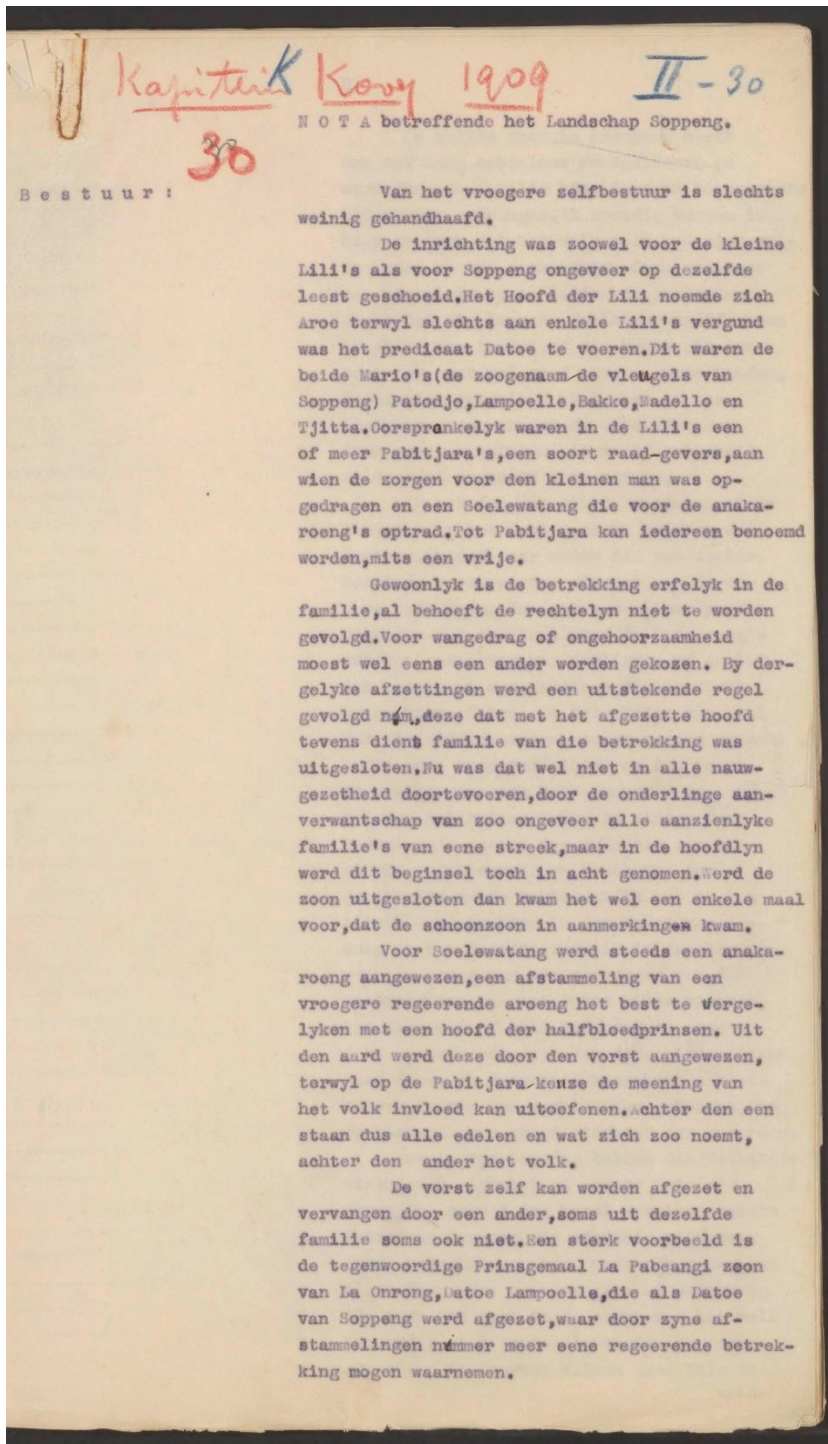 Kapitein K Kooy 1909 II - 30
NOTA betreffende het Landschap Soppeng.
30
Bestuur:
Van het vroegere zelfbestuur is slechts
weinig gehandhaafd.
De inrichting was zoowel voor de kleine
Lili's als voor Soppeng ongeveer op dezelfde
leest geschoeid.Het Hoofd der Lili noemde zich
Aroe terwyl slechts aan enkele Lili's vergund
was het predicaat Datoe te voeren.Dit waren de
beide Mario's(de zoogenaam de vleugels van
Soppeng) Patodjo,Lampoelle,Bakke,Madello en
Tjitta.Oorsprankelyk waren in de Lili's een
of meer Pabitjara's,een soort raad-gevers,aan
wien de zorgen voor den kleinen man was op-
gedragen en een Soelewatang die voor de anaka-
roeng's optrad.Tot Pabitjara kan iedereen benoemd
worden,mits een vrije.
Gewoonlyk is de betrekking erfelyk in de
familie,al behoeft de rechtelyn niet te worden
gevolgd.Voor wangedrag of ongehoorzaamheid
moest wel eens een ander worden gekozen. By der-
gelyke afzettingen werd een uitstekende regel
gevolgd n.m.,deze dat met het afgezette hoofd
tevens diens familie van die betrekking was
uitgesloten.Nu was dat wel niet in alle nauw-
gezetheid doortevoeren,door de onderlinge aan-
verwantschap van zoo ongeveer alle aanzienlyke
familie's van eene streek,maar in de hoofdlyn
werd dit beginsel toch in acht genomen.Werd de
zoon uitgesloten dan kwam het wel een enkele maal
voor,dat de schoonzoon in aanmerkingen kwam.
Voor Soelewatang werd steeds een anaka-
roeng aangewezen,een afstammeling van een
vroegere regeerende aroeng het best te verge-
lyken met een hoofd der halfbloedprinsen. Uit
den aard werd deze door den vorst aangewezen,
terwyl op de Pabitjara keuze de meening van
het volk invloed kan uitoefenen.Achter den een
staan dus alle edelen en wat zich zoo noemt,
achter den ander het volk.
De vorst zelf kan worden afgezet en
vervangen door een ander,soms uit dezelfde
familie soms ook niet.Een sterk voorbeeld is
de tegenwoordige Prinsgemaal La Pabeangi zoon
van La Onrong,Datoe Lampoelle,die als Datoe
van Soppeng werd afgezet,waar door zyne af-
stammelingen nimmer meer eene regeerende betrek-
king mogen waarnemen.